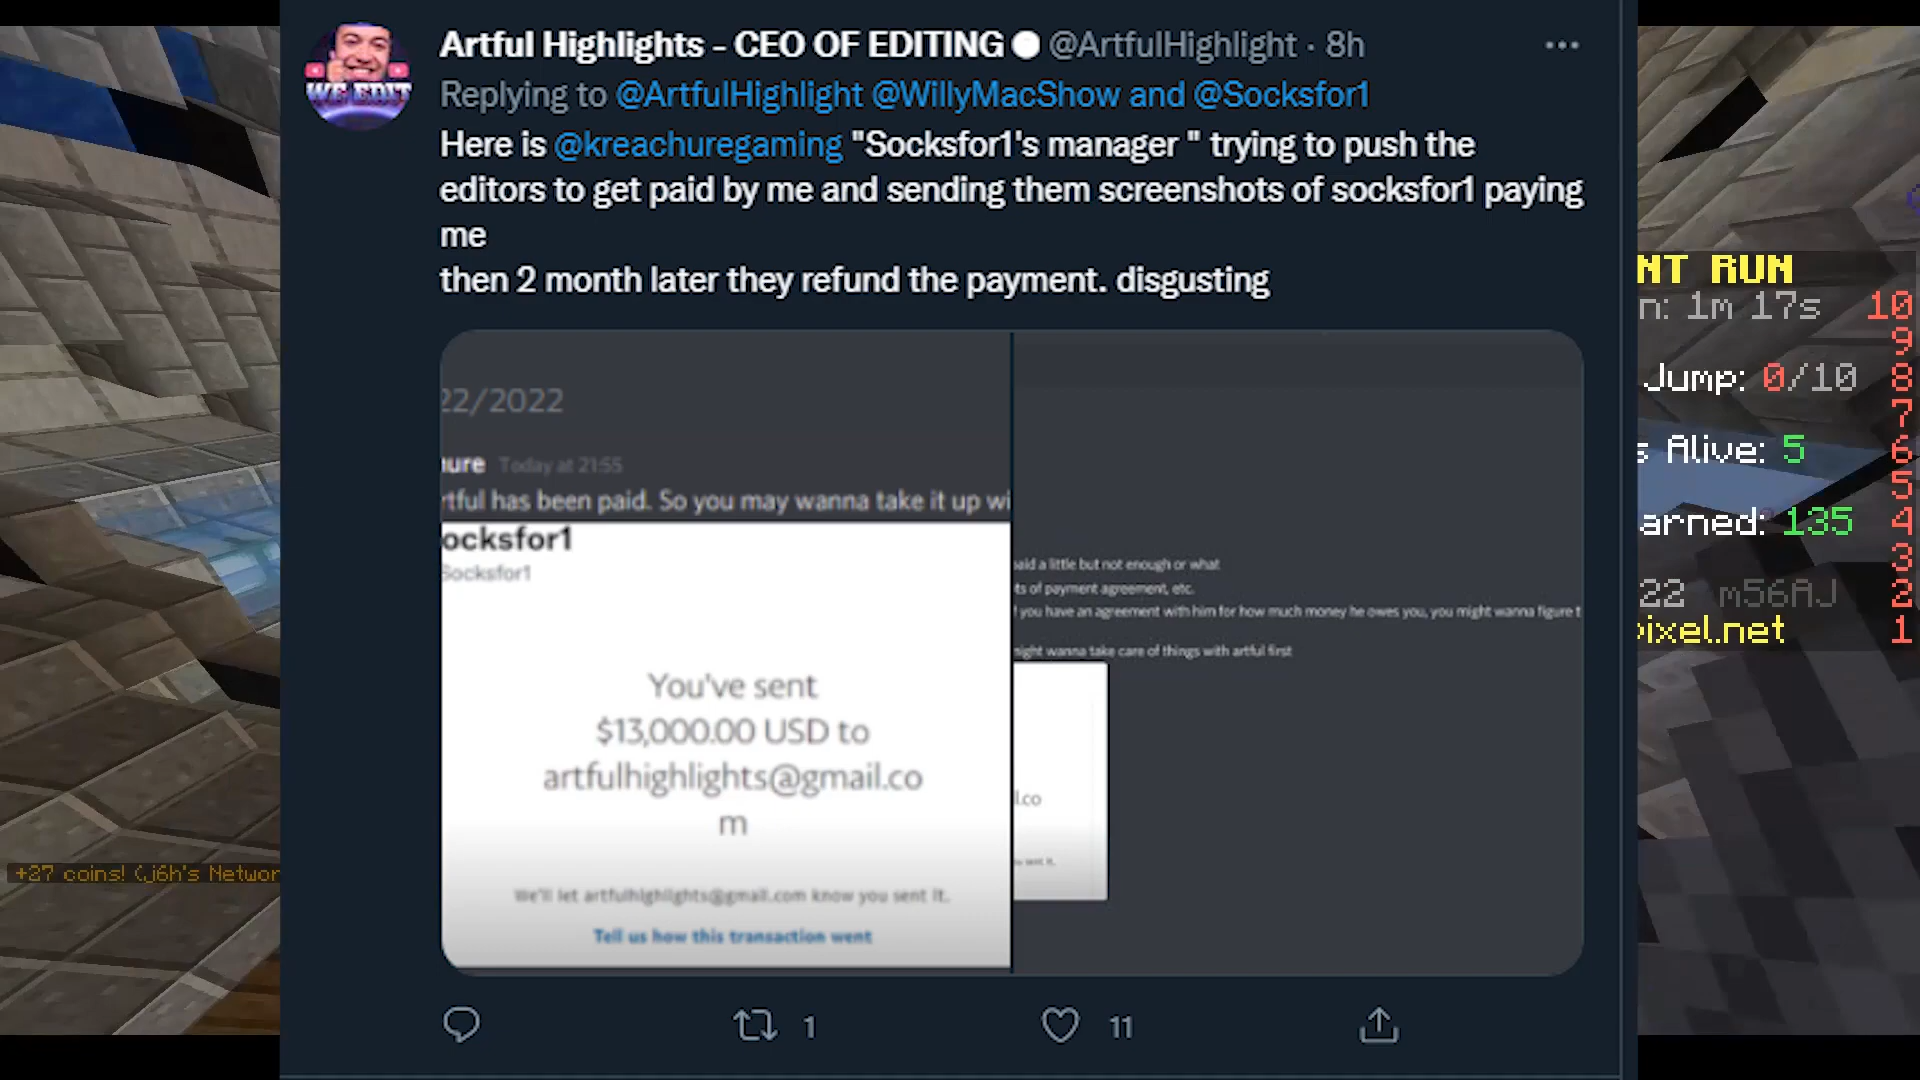 Artful Highlights - CEO OF EDITING @ArtfulHighlight · 8h
WE EDIT
Replying to @ArtfulHighlight @WillyMacShow and @Socksfor1
Here is @kreachuregaming "Socksfor1's manager " trying to push the
editors to get paid by me and sending them screenshots of socksfor1 paying
me
then 2 month later they refund the payment. disgusting
22/2022
ure Today at 21:55
tful has been paid. So you may wanna take it up wi
ocksfor1
Socksfor1
You've sent
$13,000.00 USD to
artfulhighlights@gmail.co
m
We'll let artfulhighlights@gmail.com know you sent it.
Tell us how this transaction went
aid a little but not enough or what
ts of payment agreement, etc.
f you have an agreement with him for how much money he owes you, you might wanna figure t
ight wanna take care of things with artful first
l.co
u sent it.
1
11
NT RUN
n: 1m 17s 10
9
Jump: 0/10 8
7
s Alive: 5 6
5
arned: 135 4
3
22 m56AJ 2
pixel.net 1
+27 coins! (j6h's Networ